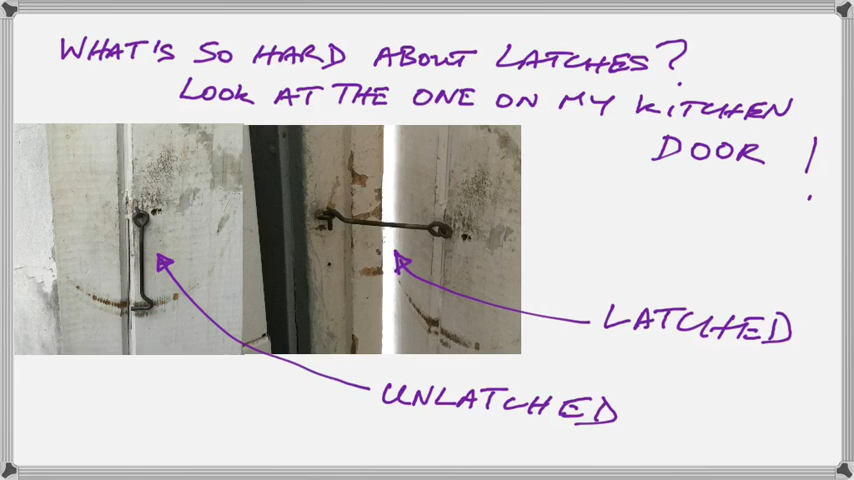 WHAT'S SO HARD ABOUT LATCHES?
LOOK AT THE ONE ON MY KITCHEN
DOOR!
LATCHED
UNLATCHED